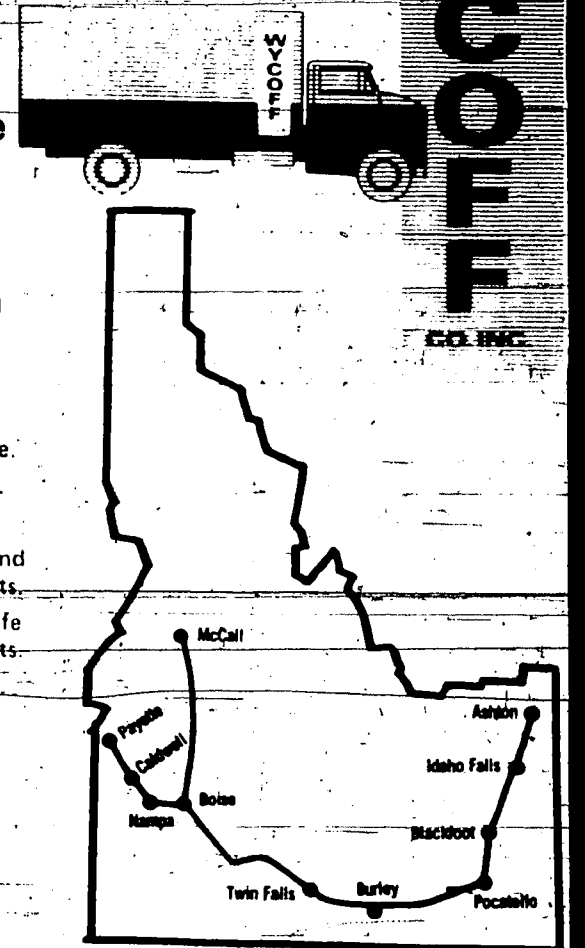 WYCOFF
COFF
CO. INC.
e
e.
nd
ts.
fe
ts.
McCall
Payette
Caldwell
Nampa
Boise
Ashton
Idaho Falls
Blackfoot
Pocatello
Twin Falls
Burley